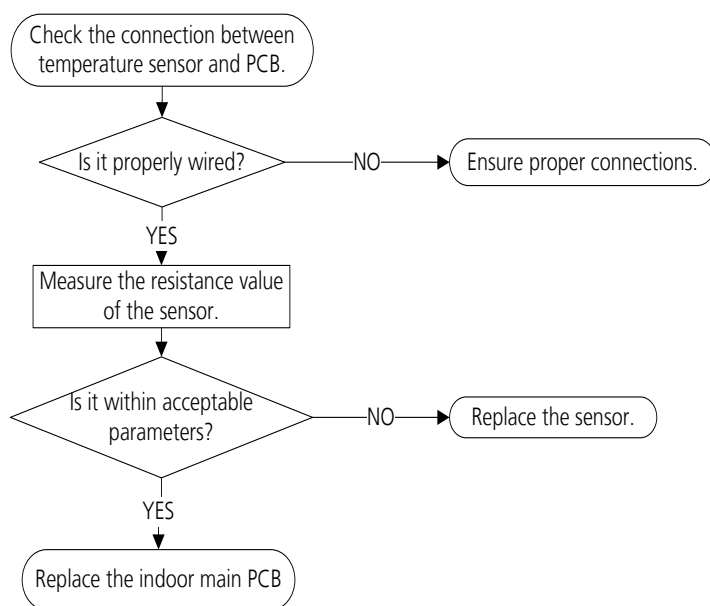 Check the connection between
temperature sensor and PCB.
Is it properly wired?
NO
Ensure proper connections.
YES
Measure the resistance value
of the sensor.
Is it within acceptable
parameters?
NO
Replace the sensor.
YES
Replace the indoor main PCB